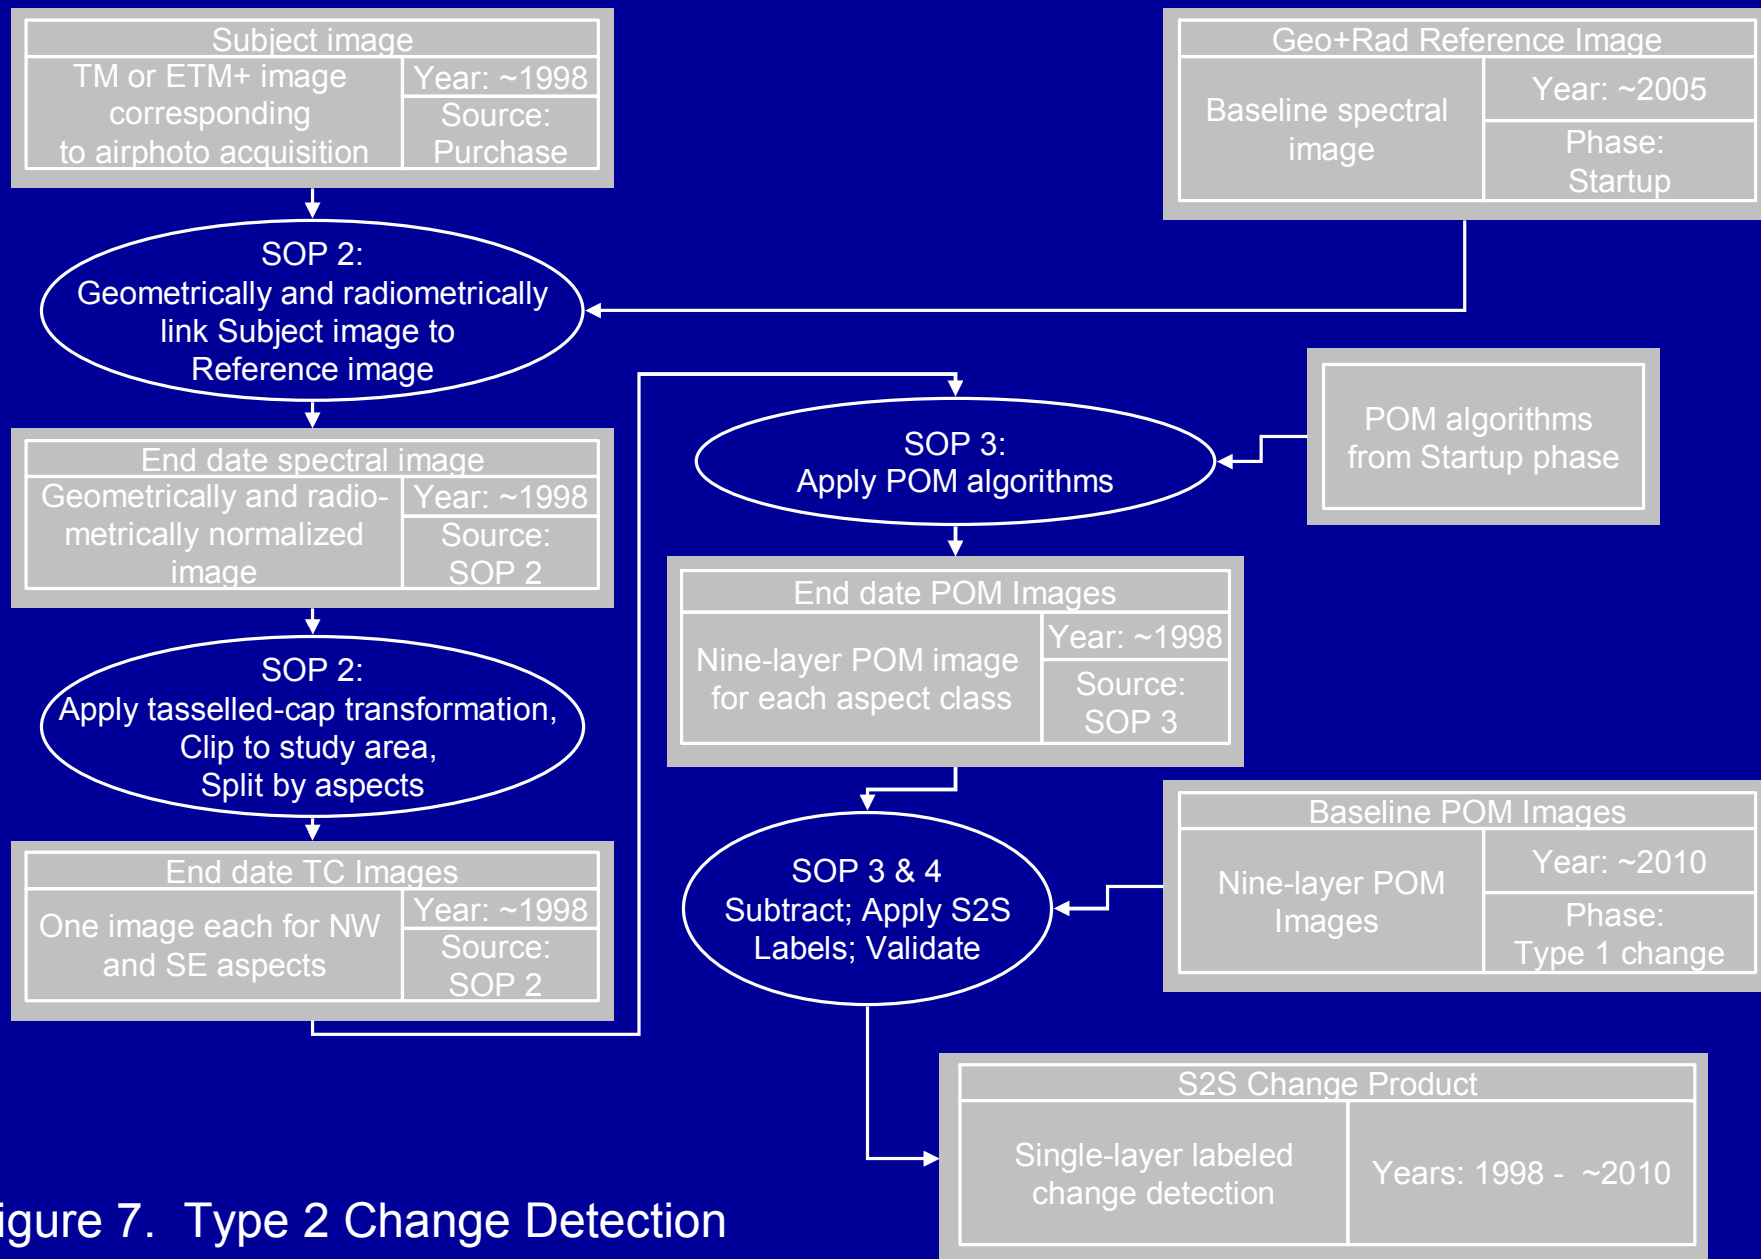 Subject image
TM or ETM+ image
corresponding
to airphoto acquisition
Year: ~1998
Source:
Purchase
Geo+Rad Reference Image
Baseline spectral
image
Year: ~2005
Phase:
Startup
SOP 2:
Geometrically and radiometrically
link Subject image to
Reference image
POM algorithms
from Startup phase
SOP 3:
Apply POM algorithms
End date spectral image
Geometrically and radio-
metrically normalized
image
Year: ~1998
Source:
SOP 2
End date POM Images
Nine-layer POM image
for each aspect class
Year: ~1998
Source:
SOP 3
SOP 2:
Apply tasselled-cap transformation,
Clip to study area,
Split by aspects
Baseline POM Images
Nine-layer POM
Images
Year: ~2010
Phase:
Type 1 change
SOP 3 & 4
Subtract; Apply S2S
Labels; Validate
End date TC Images
One image each for NW
and SE aspects
Year: ~1998
Source:
SOP 2
S2S Change Product
Single-layer labeled
change detection
Years: 1998 - ~2010
igure 7. Type 2 Change Detection